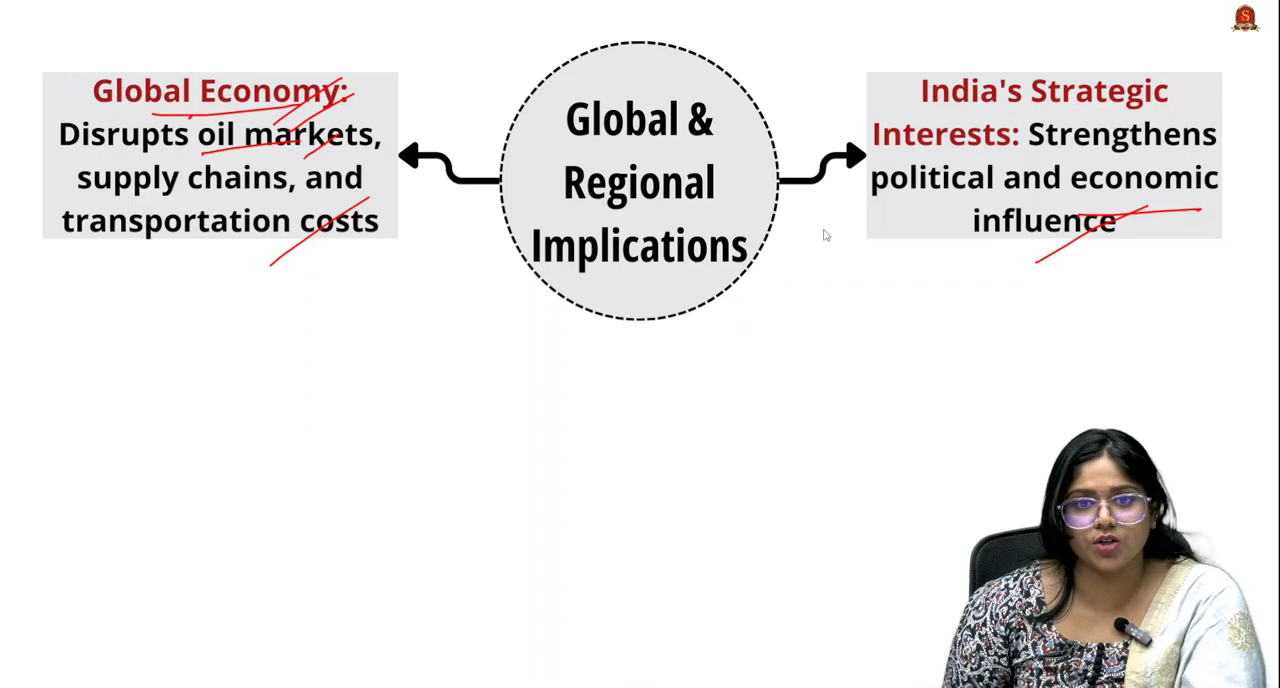 Global Economy:
Disrupts oil markets,
supply chains, and
transportation costs
Global &
Regional
Implications
India's Strategic
Interests: Strengthens
political and economic
influence
S